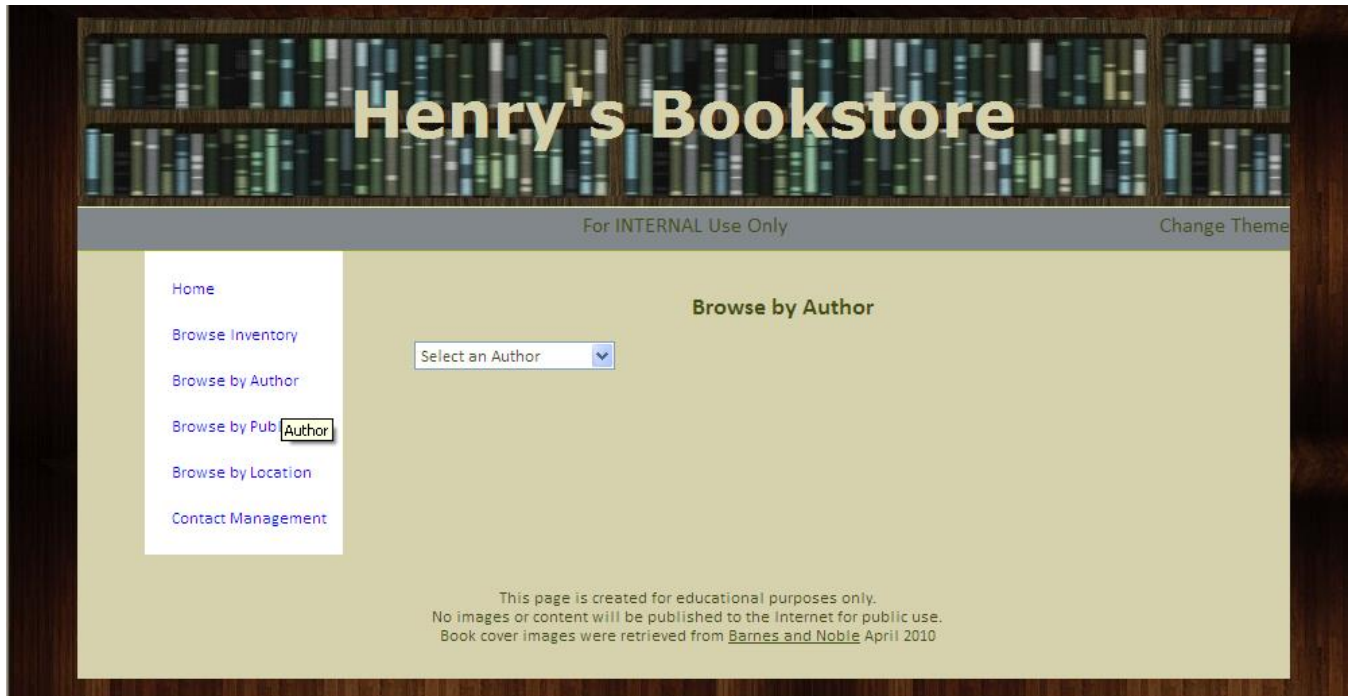 Henry's Bookstore
For INTERNAL Use Only
Change Theme
Home
Browse Inventory
Browse by Author
Browse by Publ
Author
Browse by Location
Contact Management
Browse by Author
Select an Author
This page is created for educational purposes only.
No images or content will be published to the Internet for public use.
Book cover images were retrieved from Barnes and Noble April 2010